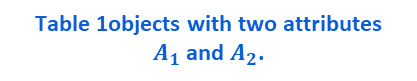 Table 1objects with two attributes
A₁ and A₂.